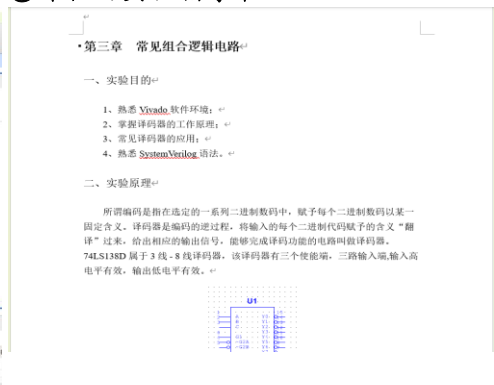 第三章 常见组合逻辑电路
一、实验目的
1、熟悉 Vivado 软件环境；
2、掌握译码器的工作原理；
3、常见译码器的应用；
4、熟悉 SystemVerilog 语法。
二、实验原理
所谓编码是指在选定的一系列二进制数码中，赋予每个二进制数码以某一
固定含义。译码器是编码的逆过程，将输入的每个二进制代码赋予的含义“翻
译”过来，给出相应的输出信号，能够完成译码功能的电路叫做译码器。
74LS138D 属于 3 线 - 8 线译码器，该译码器有三个使能端，三路输入端,输入高
电平有效，输出低电平有效。
U1